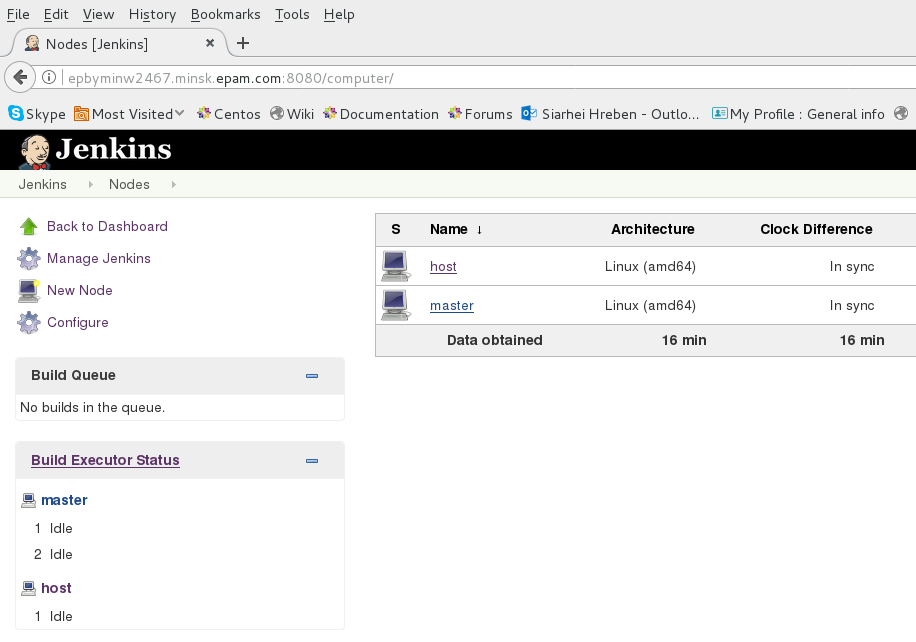 File Edit View History Bookmarks Tools Help
Nodes [Jenkins] × +
epbyminw2467.minsk.epam.com:8080/computer/
Skype Most Visited Centos Wiki Documentation Forums Siarhei Hreben - Outlo... My Profile : General info
Jenkins
Jenkins Nodes
Back to Dashboard
Manage Jenkins
New Node
Configure
Build Queue
No builds in the queue.
Build Executor Status
master
1 Idle
2 Idle
host
1 Idle
S Name ↓ Architecture Clock Difference
host Linux (amd64) In sync
master Linux (amd64) In sync
Data obtained 16 min 16 min